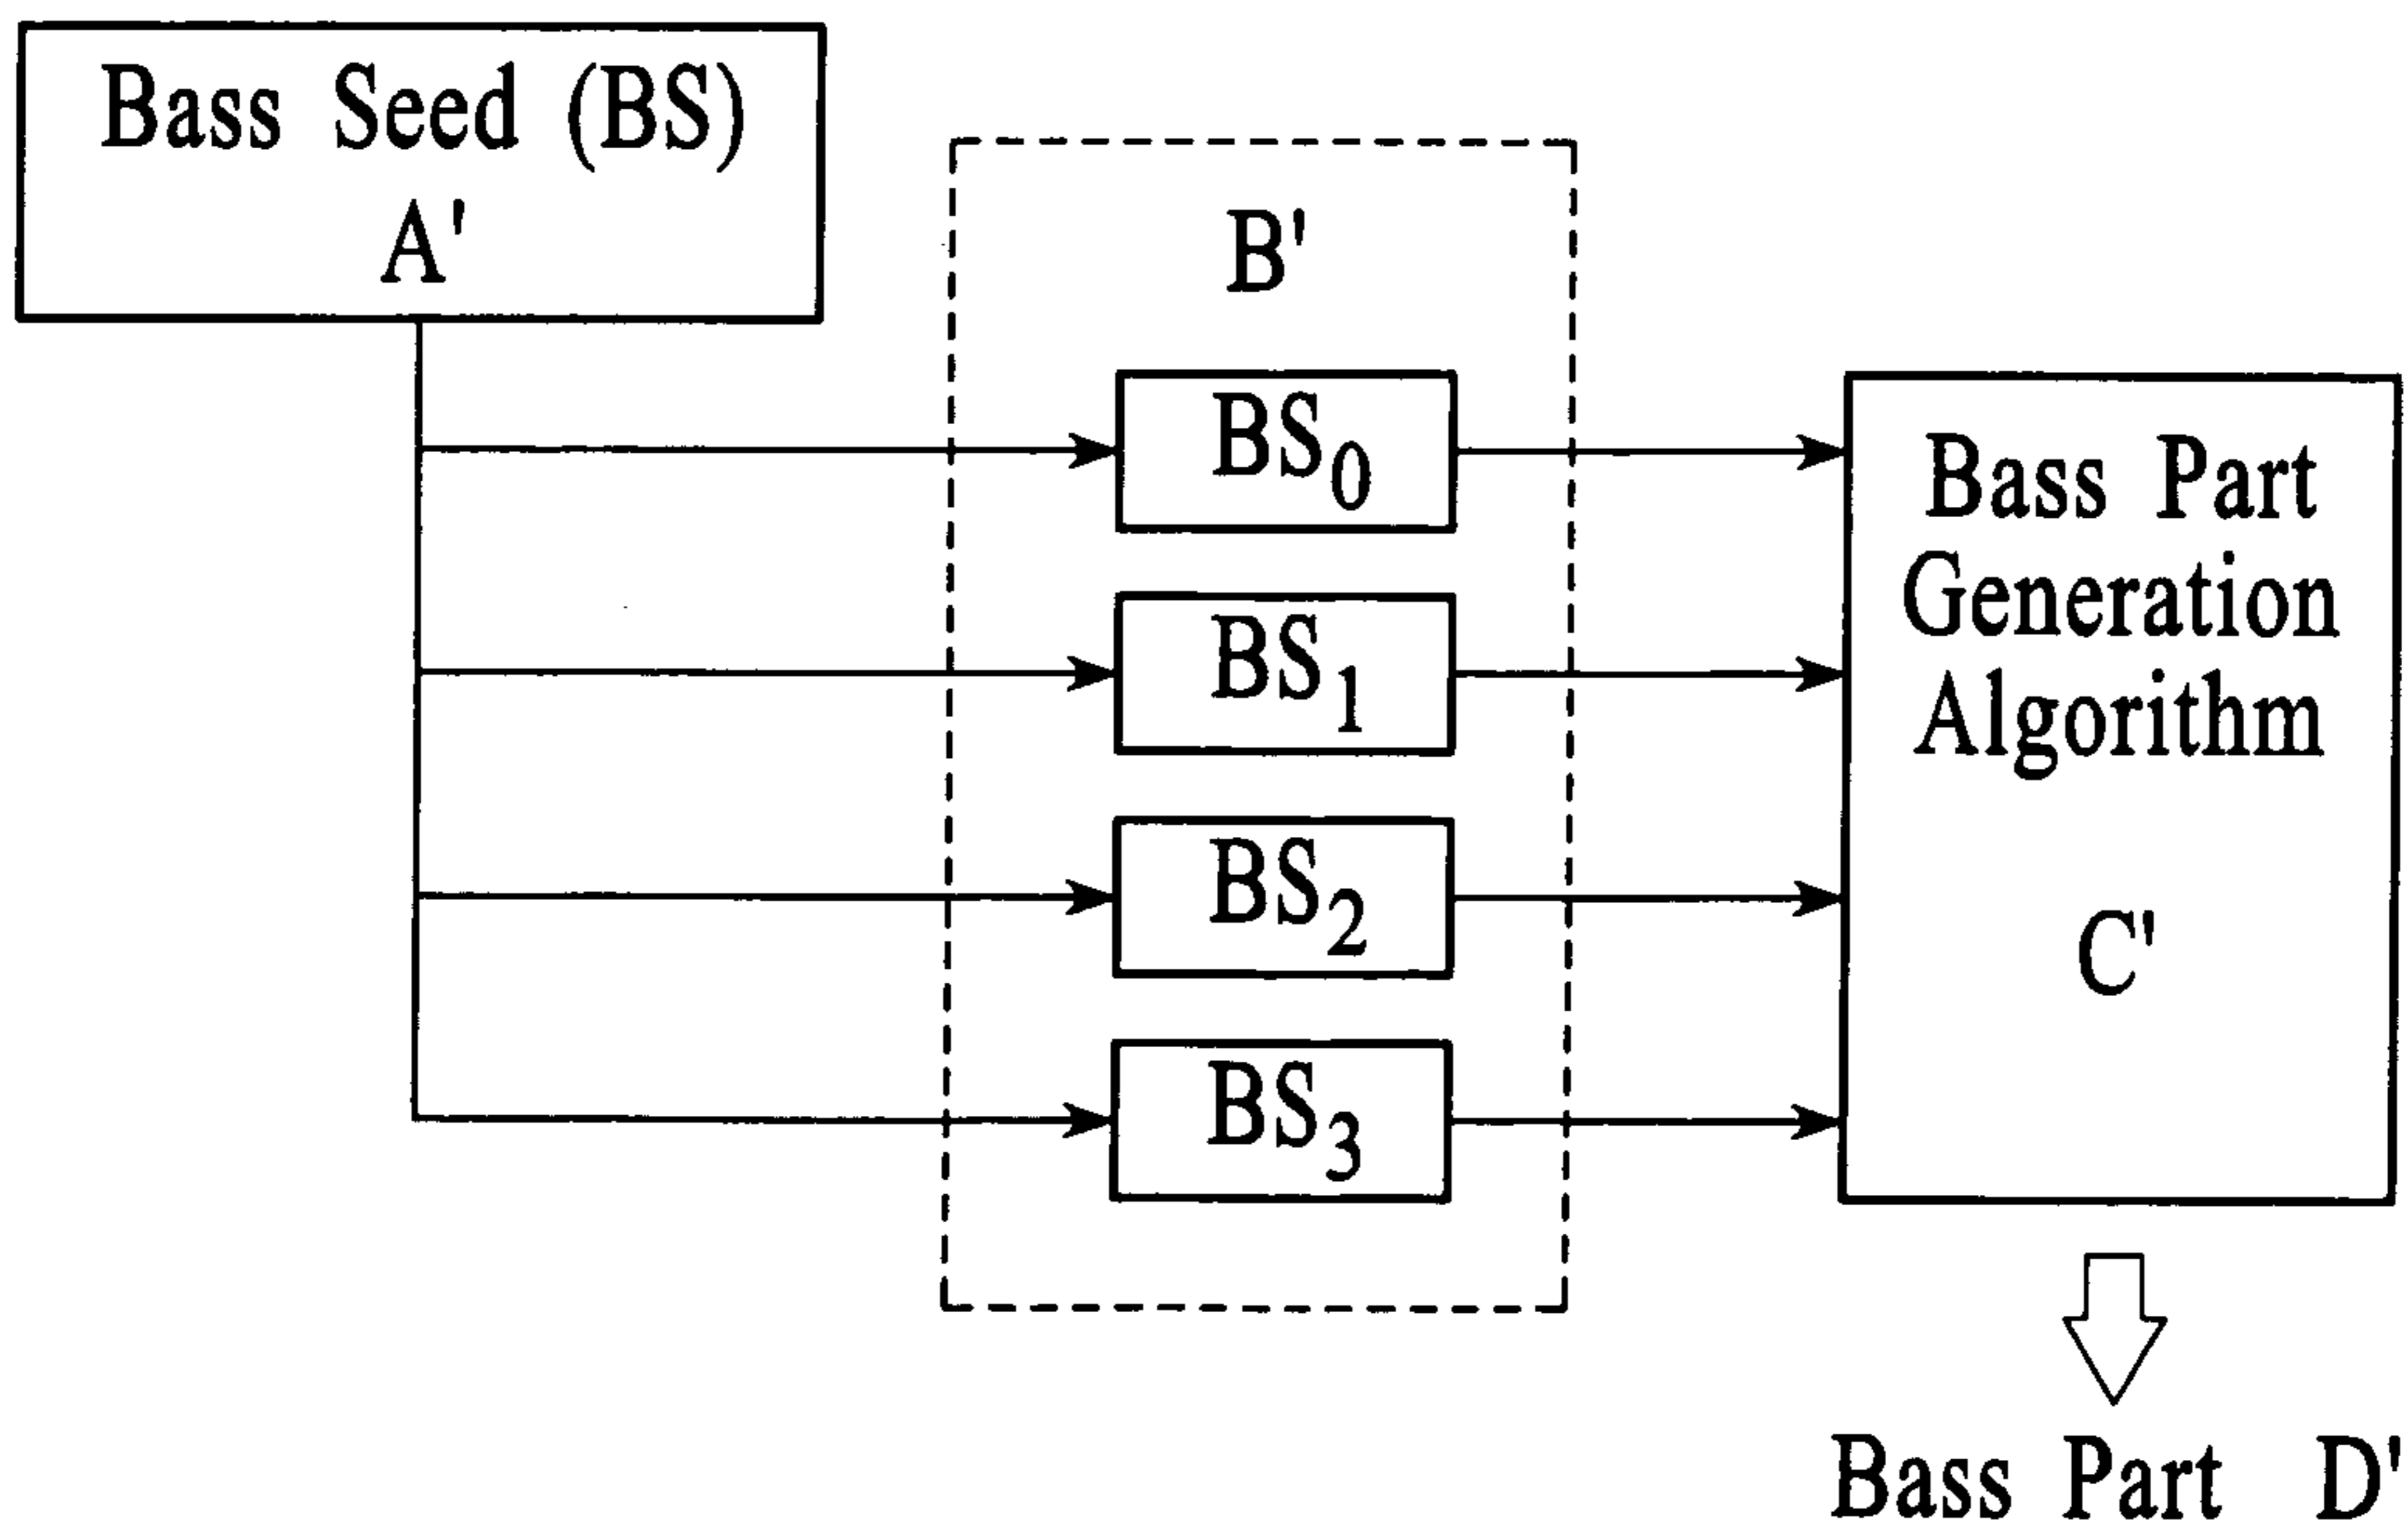 Bass Seed (BS)
A'
B'
BS₀
BS₁
BS₂
BS₃
Bass Part
Generation
Algorithm
C'
Bass Part D'